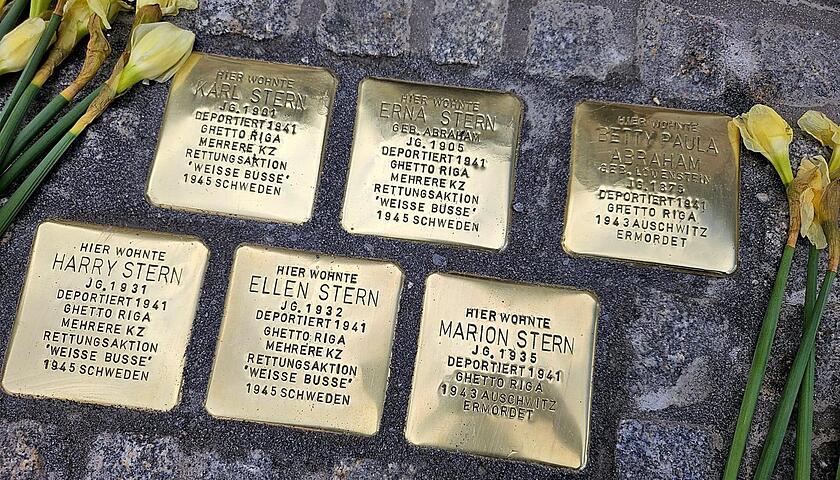 HIER WOHNTE
KARL STERN
JG. 1901
DEPORTIERT 1941
GHETTO RIGA
MEHRERE KZ
RETTUNGSAKTION
"WEISSE BUSSE"
1945 SCHWEDEN
HIER WOHNTE
ERNA STERN
GEB. ABRAHAM
JG. 1905
DEPORTIERT 1941
GHETTO RIGA
MEHRERE KZ
RETTUNGSAKTION
"WEISSE BUSSE"
1945 SCHWEDEN
HIER WOHNTE
BETTY PAULA
ABRAHAM
GEB. LÖWENSTEIN
JG. 1875
DEPORTIERT 1941
GHETTO RIGA
1943 AUSCHWITZ
ERMORDET
HIER WOHNTE
HARRY STERN
JG. 1931
DEPORTIERT 1941
GHETTO RIGA
MEHRERE KZ
RETTUNGSAKTION
"WEISSE BUSSE"
1945 SCHWEDEN
HIER WOHNTE
ELLEN STERN
JG. 1932
DEPORTIERT 1941
GHETTO RIGA
MEHRERE KZ
RETTUNGSAKTION
"WEISSE BUSSE"
1945 SCHWEDEN
HIER WOHNTE
MARION STERN
JG. 1935
DEPORTIERT 1941
GHETTO RIGA
1943 AUSCHWITZ
ERMORDET